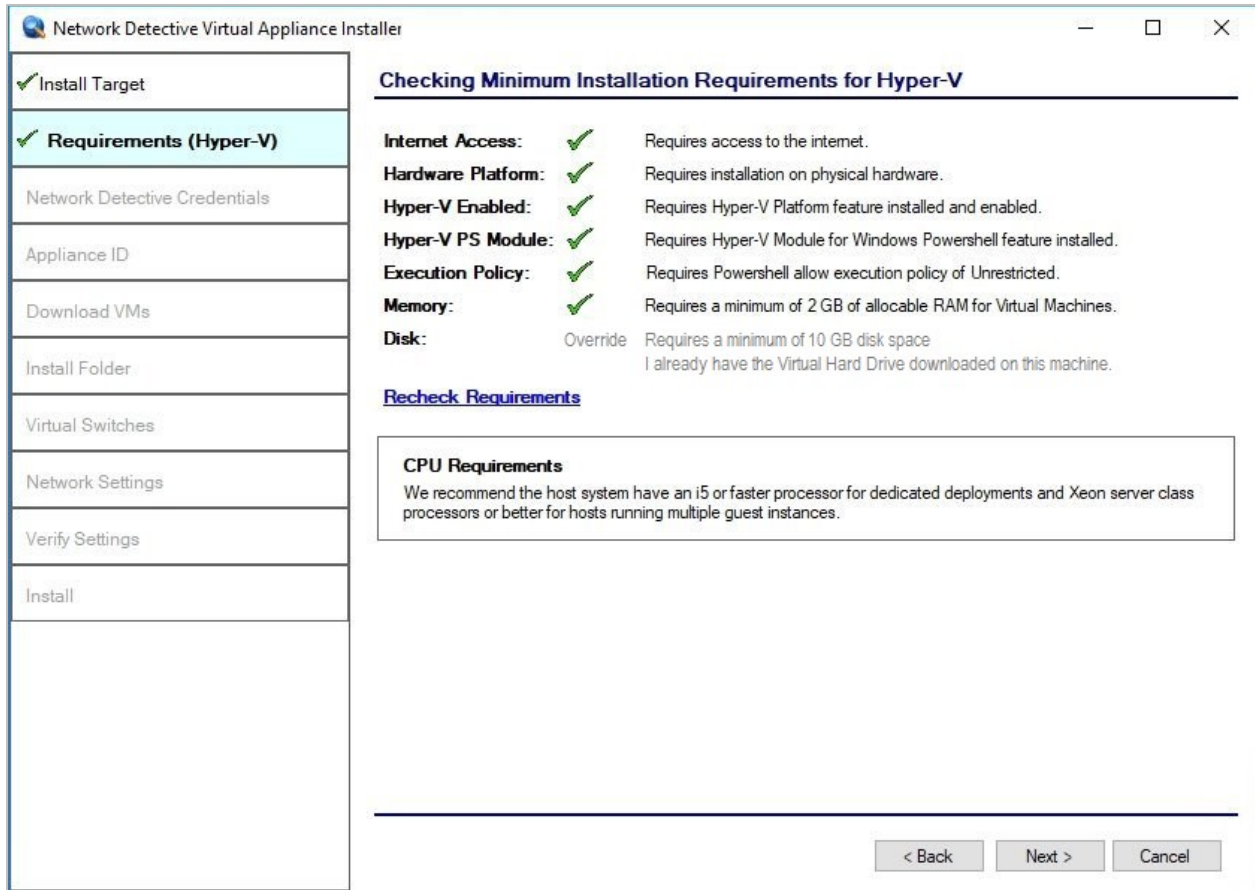 Network Detective Virtual Appliance Installer
Install Target
Requirements (Hyper-V)
Network Detective Credentials
Appliance ID
Download VMs
Install Folder
Virtual Switches
Network Settings
Verify Settings
Install
Checking Minimum Installation Requirements for Hyper-V
Internet Access: Requires access to the internet.
Hardware Platform: Requires installation on physical hardware.
Hyper-V Enabled: Requires Hyper-V Platform feature installed and enabled.
Hyper-V PS Module: Requires Hyper-V Module for Windows Powershell feature installed.
Execution Policy: Requires Powershell allow execution policy of Unrestricted.
Memory: Requires a minimum of 2 GB of allocable RAM for Virtual Machines.
Disk: Override Requires a minimum of 10 GB disk space
I already have the Virtual Hard Drive downloaded on this machine.
Recheck Requirements
CPU Requirements
We recommend the host system have an i5 or faster processor for dedicated deployments and Xeon server class
processors or better for hosts running multiple guest instances.
< Back Next > Cancel